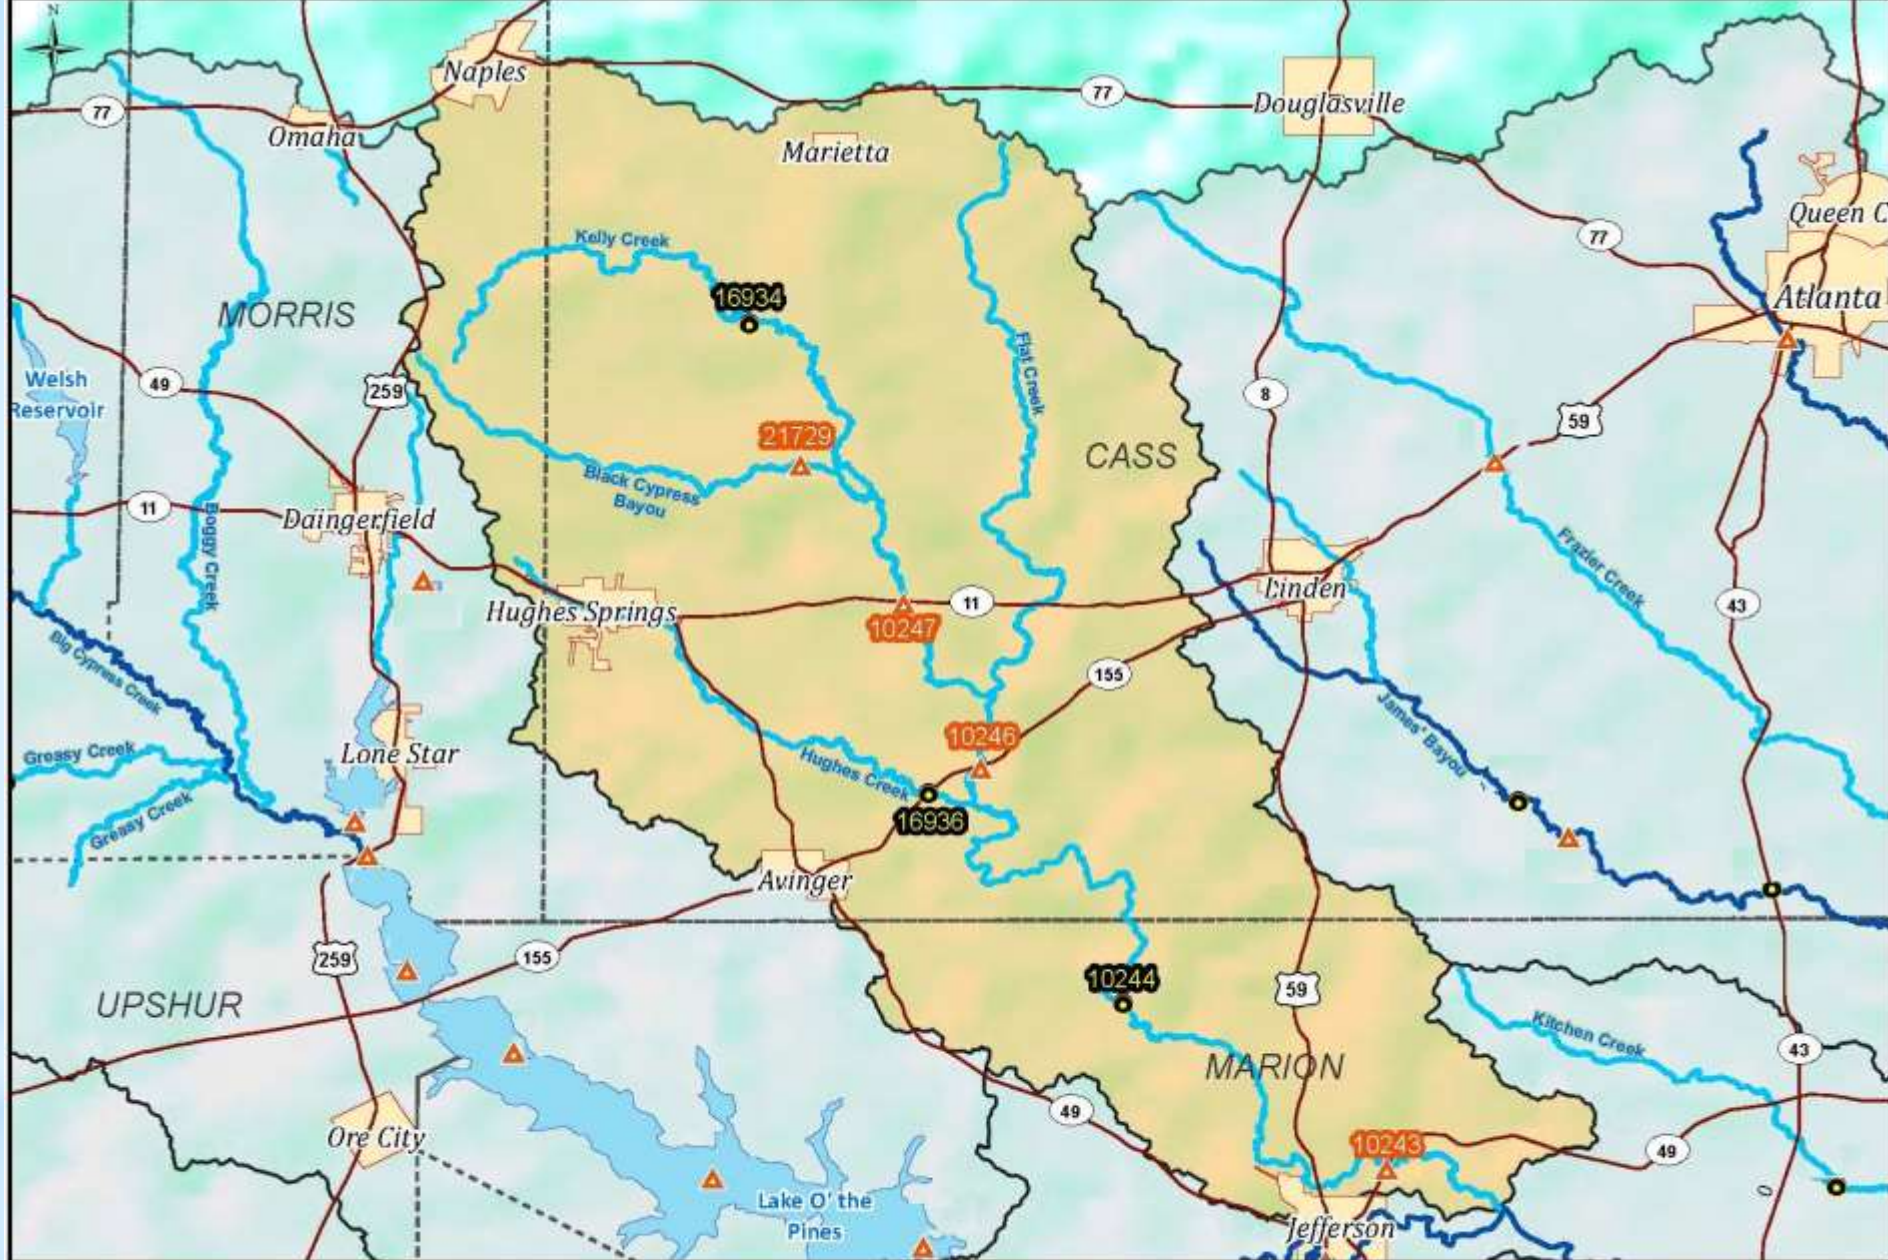 N
Naples
77
77
Douglasville
Omaha
Marietta
Queen C
77
Kelly Creek
16934
MORRIS
Atlanta
Welsh
Reservoir
49
259
Flat Creek
8
59
21729
CASS
Black Cypress
Bayou
11
Boggy Creek
Daingerfield
Frazier Creek
Linden
Hughes Springs
11
10247
43
Big Cypress Creek
155
James' Bayou
10246
Greasy Creek
Lone Star
Hughes Creek
Greasy Creek
16936
Avinger
259
155
10244
59
UPSHUR
Kitchen Creek
MARION
43
49
Ore City
10243
49
Lake O' the
Pines
Jefferson